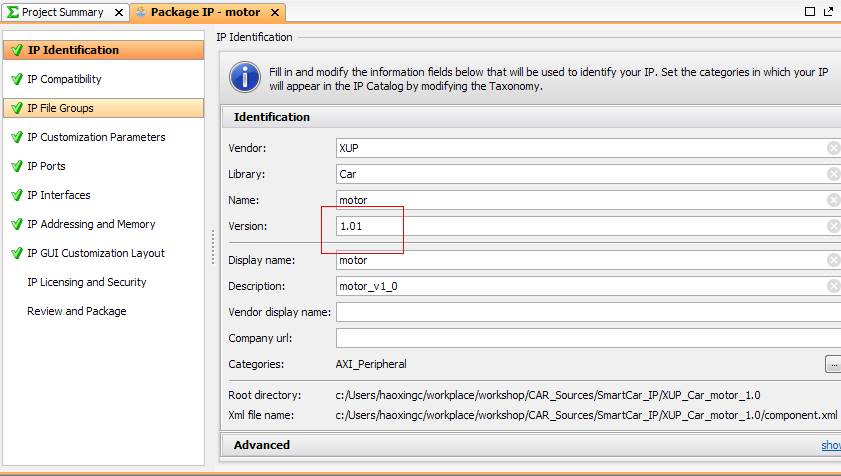 Project Summary
Package IP - motor
IP Identification
IP Compatibility
IP File Groups
IP Customization Parameters
IP Ports
IP Interfaces
IP Addressing and Memory
IP GUI Customization Layout
IP Licensing and Security
Review and Package
IP Identification
Fill in and modify the information fields below that will be used to identify your IP. Set the categories in which your IP
will appear in the IP Catalog by modifying the Taxonomy.
Identification
Vendor: XUP
Library: Car
Name: motor
Version: 1.01
Display name: motor
Description: motor_v1_0
Vendor display name:
Company url:
Categories: AXI_Peripheral ...
Root directory: c:/Users/haoxingc/workplace/workshop/CAR_Sources/SmartCar_IP/XUP_Car_motor_1.0
Xml file name: c:/Users/haoxingc/workplace/workshop/CAR_Sources/SmartCar_IP/XUP_Car_motor_1.0/component.xml
Advanced